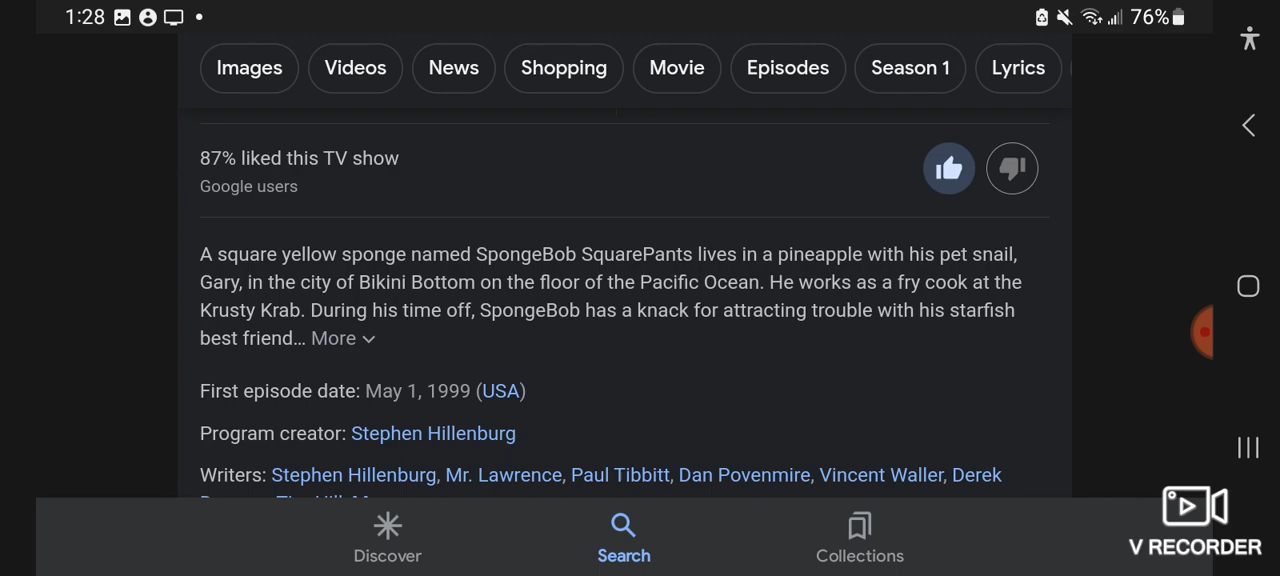 1:28
76%
Images Videos News Shopping Movie Episodes Season 1 Lyrics
87% liked this TV show
Google users
A square yellow sponge named SpongeBob SquarePants lives in a pineapple with his pet snail,
Gary, in the city of Bikini Bottom on the floor of the Pacific Ocean. He works as a fry cook at the
Krusty Krab. During his time off, SpongeBob has a knack for attracting trouble with his starfish
best friend... More
First episode date: May 1, 1999 (USA)
Program creator: Stephen Hillenburg
Writers: Stephen Hillenburg, Mr. Lawrence, Paul Tibbitt, Dan Povenmire, Vincent Waller, Derek
Discover Search Collections
V RECORDER